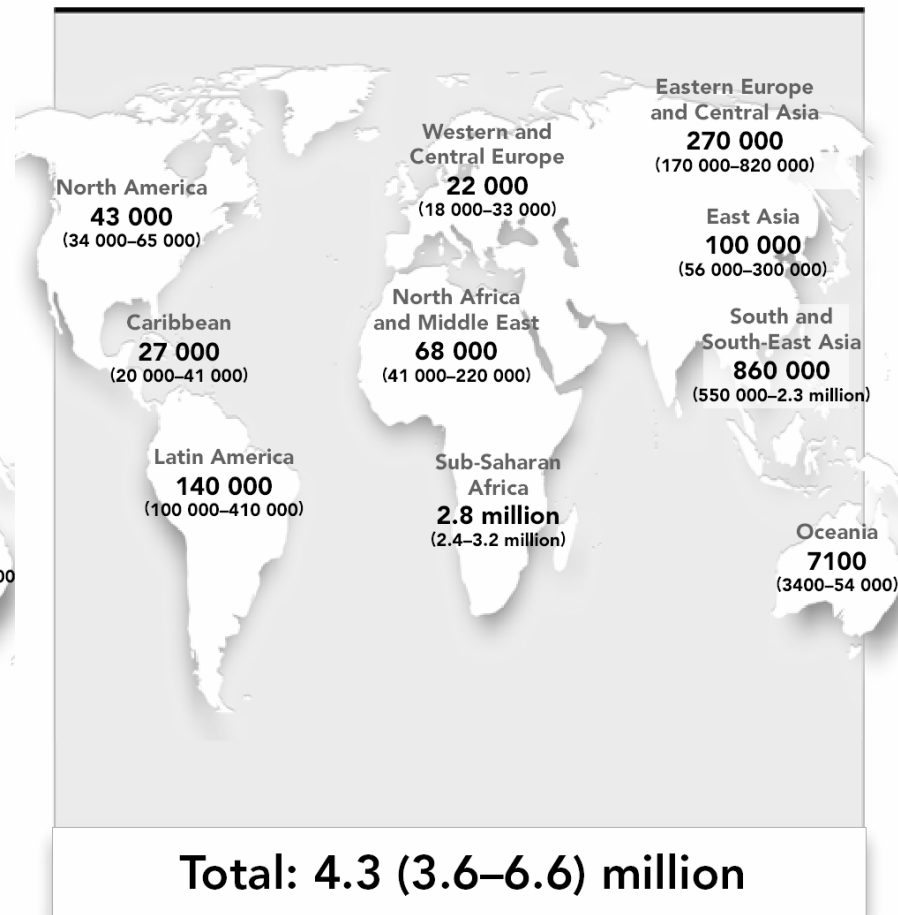 Eastern Europe
and Central Asia
270 000
(170 000–820 000)
Western and
Central Europe
22 000
(18 000–33 000)
North America
43 000
(34 000–65 000)
East Asia
100 000
(56 000–300 000)
North Africa
and Middle East
68 000
(41 000–220 000)
Caribbean
27 000
(20 000–41 000)
South and
South-East Asia
860 000
(550 000–2.3 million)
Latin America
140 000
(100 000–410 000)
Sub-Saharan
Africa
2.8 million
(2.4–3.2 million)
Oceania
7100
(3400–54 000)
Total: 4.3 (3.6–6.6) million